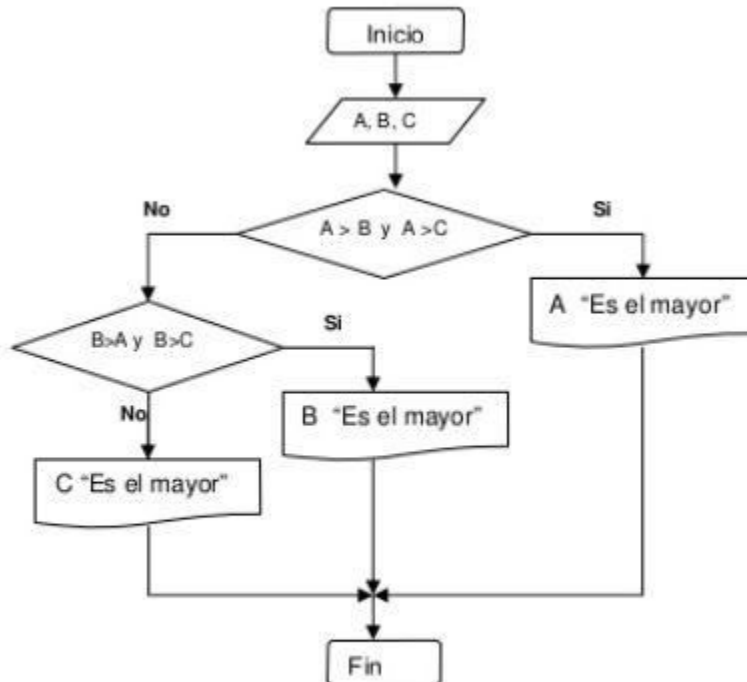 Inicio
A, B, C
No
Si
A > B y A >C
A "Es el mayor"
B>A y B>C
Si
B "Es el mayor"
No
C "Es el mayor"
Fin